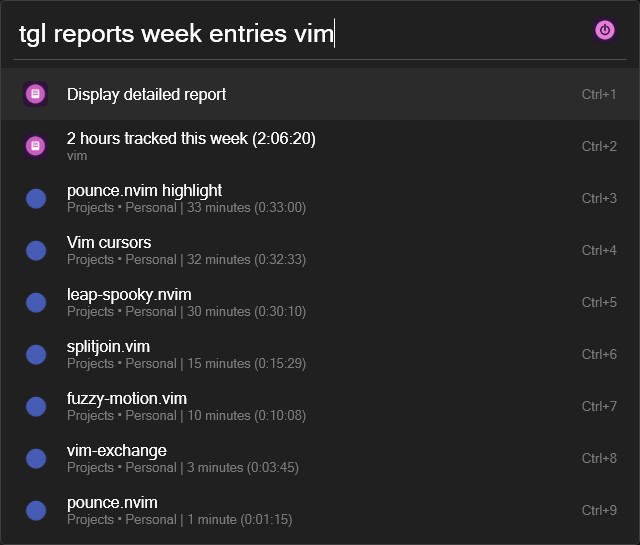 tgl reports week entries vim
Display detailed report Ctrl+1
2 hours tracked this week (2:06:20) Ctrl+2
vim
pounce.nvim highlight Ctrl+3
Projects • Personal | 33 minutes (0:33:00)
Vim cursors Ctrl+4
Projects • Personal | 32 minutes (0:32:33)
leap-spooky.nvim Ctrl+5
Projects • Personal | 30 minutes (0:30:10)
splitjoin.vim Ctrl+6
Projects • Personal | 15 minutes (0:15:29)
fuzzy-motion.vim Ctrl+7
Projects • Personal | 10 minutes (0:10:08)
vim-exchange Ctrl+8
Projects • Personal | 3 minutes (0:03:45)
pounce.nvim Ctrl+9
Projects • Personal | 1 minute (0:01:15)